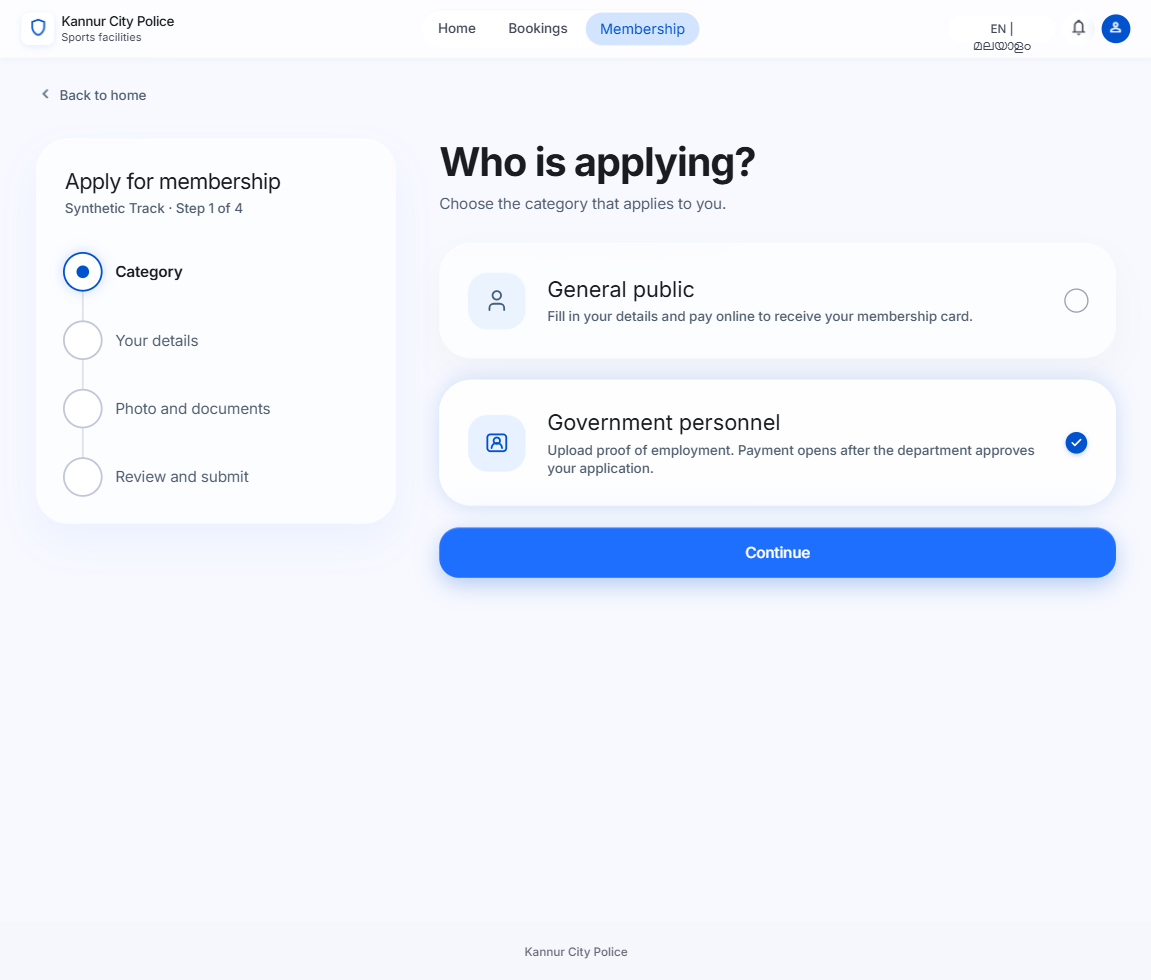 Kannur City Police
Sports facilities
Home
Bookings
Membership
EN |
മലയാളം
Back to home
Apply for membership
Synthetic Track · Step 1 of 4
Category
Your details
Photo and documents
Review and submit
Who is applying?
Choose the category that applies to you.
General public
Fill in your details and pay online to receive your membership card.
Government personnel
Upload proof of employment. Payment opens after the department approves
your application.
Continue
Kannur City Police